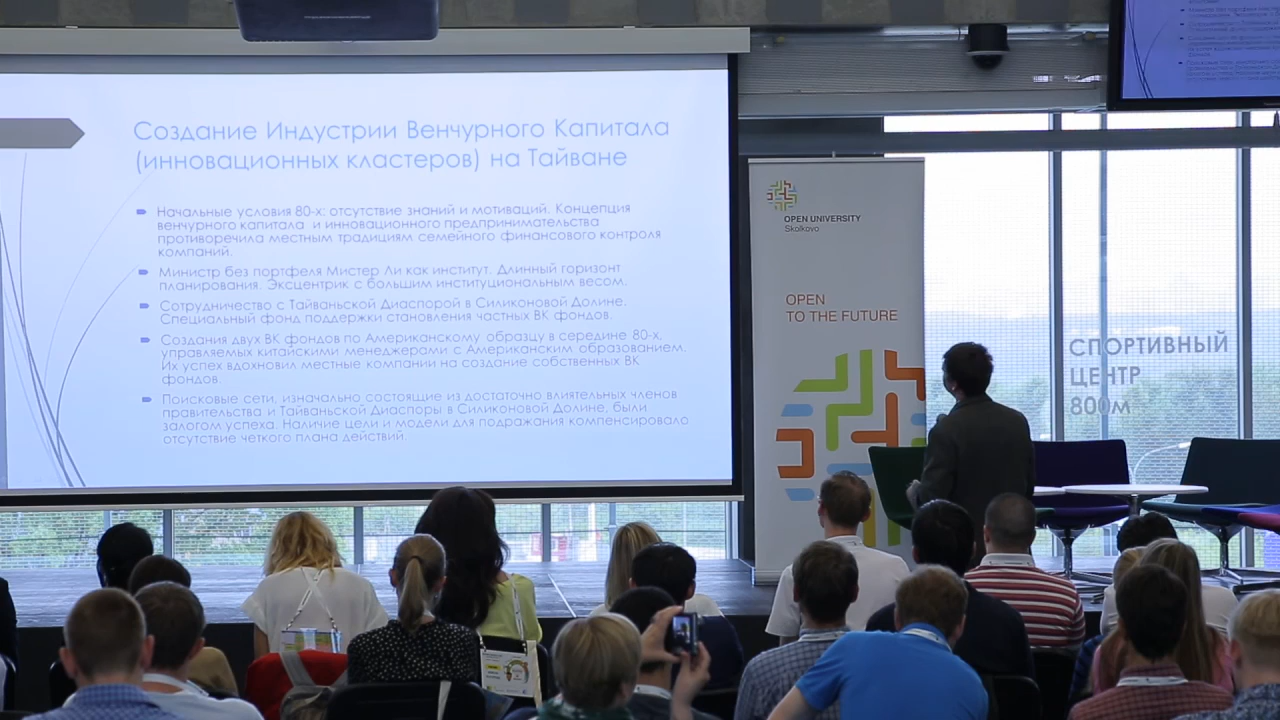 Создание Индустрии Венчурного Капитала
(инновационных кластеров) на Тайване
Начальные условия 80-х: отсутствие знаний и мотиваций. Концепция
венчурного капитала и инновационного предпринимательства
противоречила местным традициям семейного финансового контроля
компаний.
Министр без портфеля Мистер Ли как институт. Длинный горизонт
планирования. Эксцентрик с большим институциональным весом.
Сотрудничество с Тайваньской Диаспорой в Силиконовой Долине.
Специальный фонд поддержки становления частных ВК фондов.
Создания двух ВК фондов по Американскому образцу в середине 80-х,
управляемых китайскими менеджерами с Американским образованием.
Их успех вдохновил местные компании на создание собственных ВК
фондов.
Поисковые сети, изначально состоящие из достаточно влиятельных членов
правительства и Тайваньской Диаспоры в Силиконовой Долине, были
залогом успеха. Наличие цели и модели для подражания компенсировало
отсутствие четкого плана действий.
OPEN UNIVERSITY
Skolkovo
OPEN
TO THE FUTURE
СПОРТИВНЫЙ
ЦЕНТР
800м